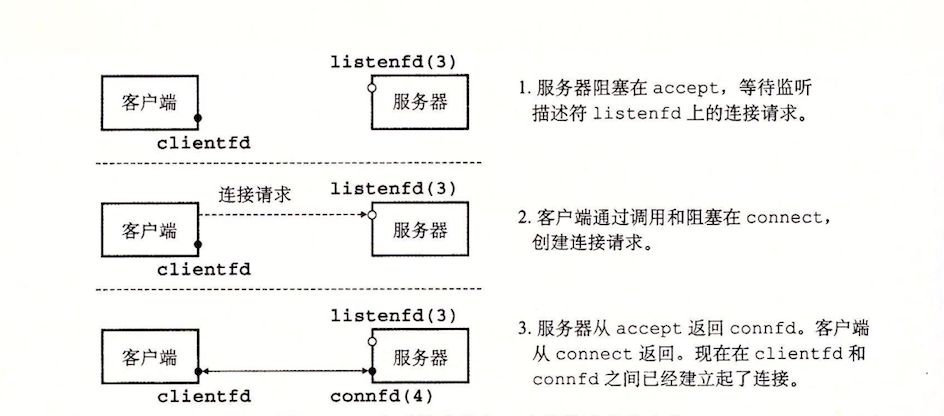 listenfd(3)
客户端
服务器
clientfd
1. 服务器阻塞在 accept，等待监听
描述符 listenfd 上的连接请求。
连接请求
listenfd(3)
客户端
服务器
clientfd
2. 客户端通过调用和阻塞在 connect，
创建连接请求。
listenfd(3)
客户端
服务器
clientfd
connfd(4)
3. 服务器从 accept 返回 connfd。客户端
从 connect 返回。现在在 clientfd 和
connfd 之间已经建立起了连接。